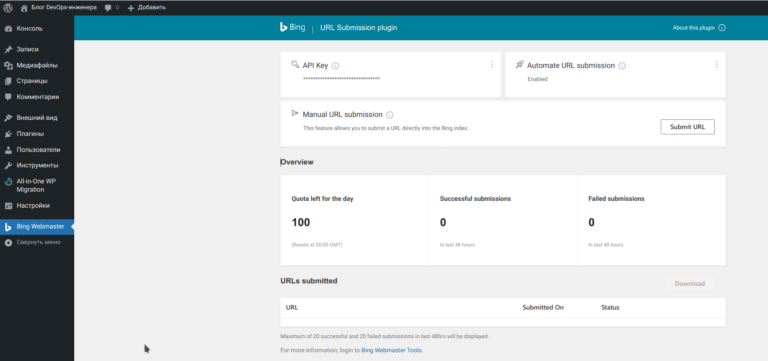 Блог DevOps-инженера 0 Добавить
Консоль
Записи
Медиафайлы
Страницы
Комментарии
Внешний вид
Плагины
Пользователи
Инструменты
All-in-One WP
Migration
Настройки
Bing Webmaster
Свернуть меню
Bing | URL Submission plugin
About this plugin
API Key
********************************
Automate URL submission
Enabled
Manual URL submission
This feature allows you to submit a URL directly into the Bing index.
Submit URL
Overview
Quota left for the day
100
(Resets at 00:00 GMT)
Successful submissions
0
In last 48 hours
Failed submissions
0
In last 48 hours
URLs submitted
Download
URL Submitted On Status
Maximum of 20 successful and 20 failed submissions in last 48hrs will be displayed.
For more information, login to Bing Webmaster Tools.